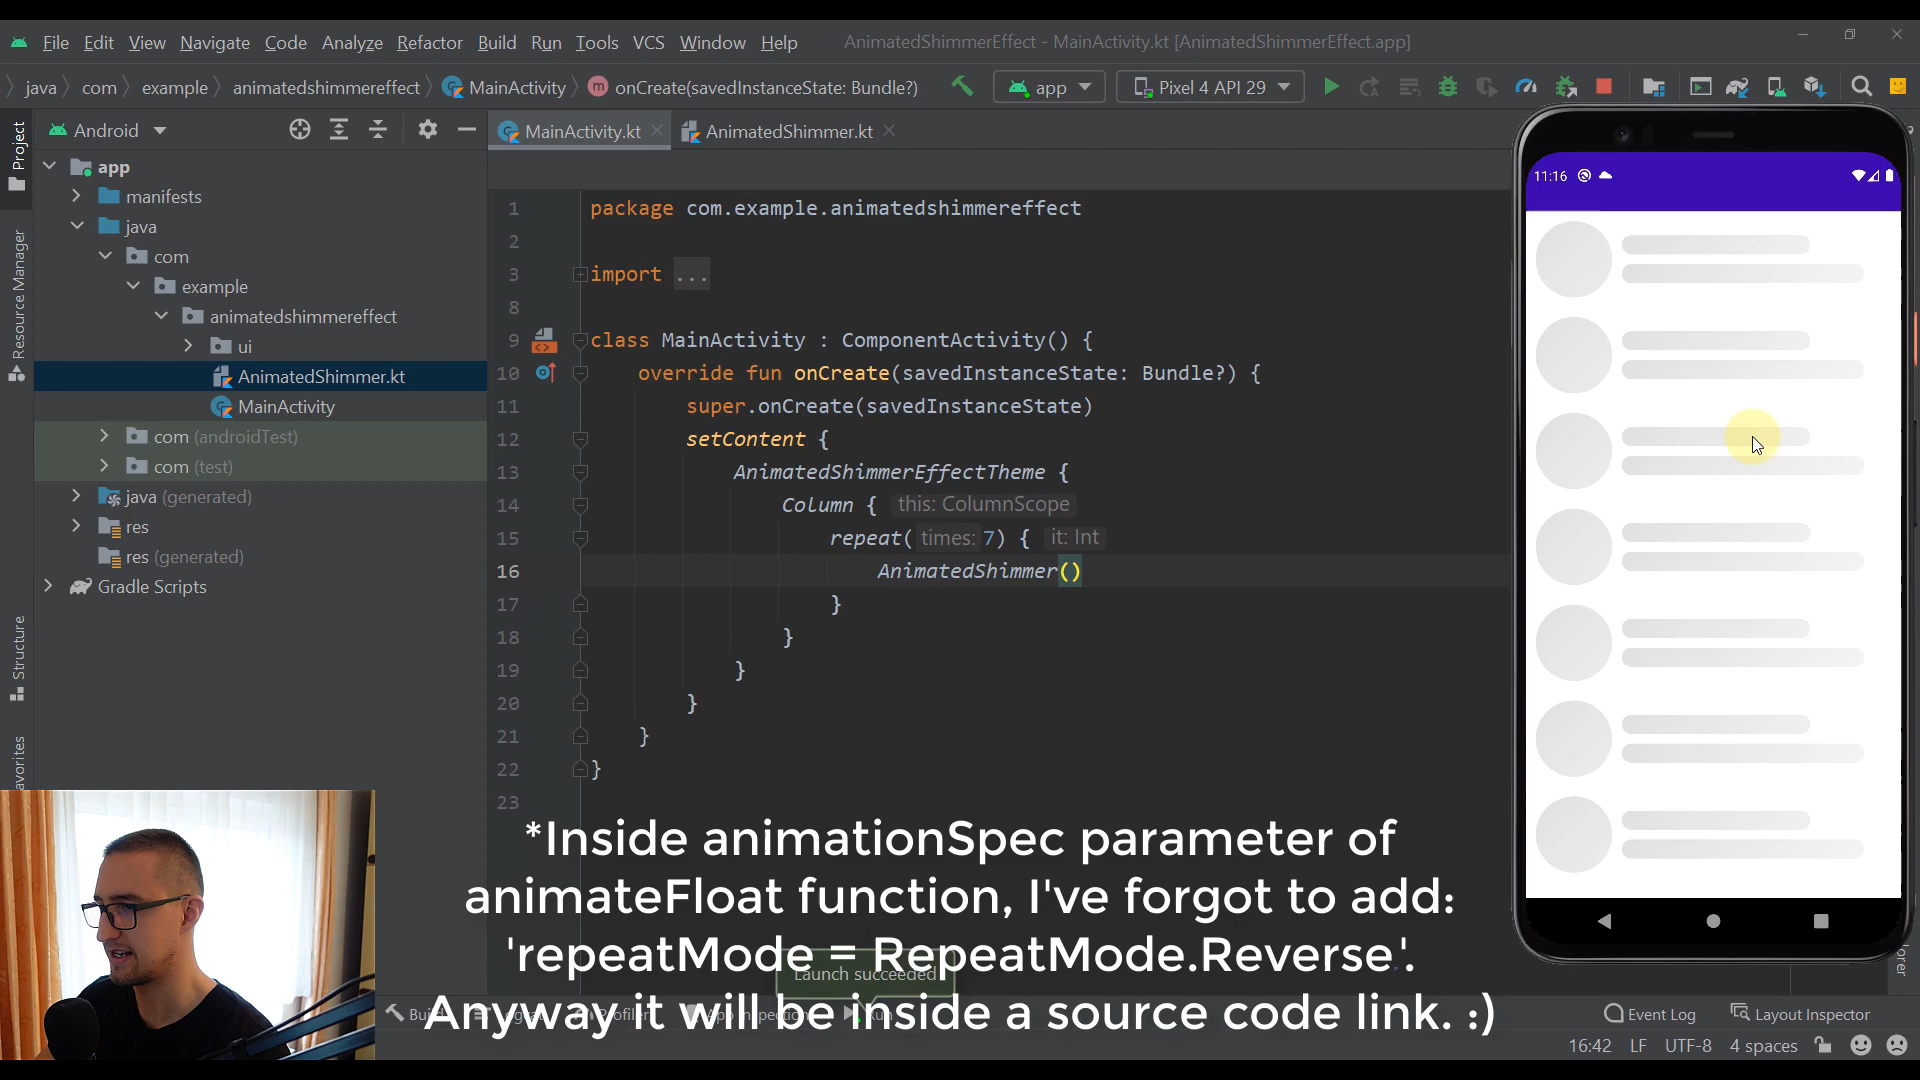 File Edit View Navigate Code Analyze Refactor Build Run Tools VCS Window Help AnimatedShimmerEffect - MainActivity.kt [AnimatedShimmerEffect.app]
java com example animatedshimmereffect MainActivity onCreate(savedInstanceState: Bundle?) app Pixel 4 API 29
Project
Resource Manager
Structure
avorites
Android
app
manifests
java
com
example
animatedshimmereffect
ui
AnimatedShimmer.kt
MainActivity
com (androidTest)
com (test)
java (generated)
res
res (generated)
Gradle Scripts
MainActivity.kt AnimatedShimmer.kt
1 package com.example.animatedshimmereffect
2
3 import ...
8
9 class MainActivity : ComponentActivity() {
10 override fun onCreate(savedInstanceState: Bundle?) {
11 super.onCreate(savedInstanceState)
12 setContent {
13 AnimatedShimmerEffectTheme {
14 Column { this: ColumnScope
15 repeat( times: 7) { it: Int
16 AnimatedShimmer()
17 }
18 }
19 }
20 }
21 }
22 }
23
11:16
*Inside animationSpec parameter of
animateFloat function, I've forgot to add:
'repeatMode = RepeatMode.Reverse'.
Anyway it will be inside a source code link. :)
Launch succeeded
Event Log Layout Inspector
16:42 LF UTF-8 4 spaces